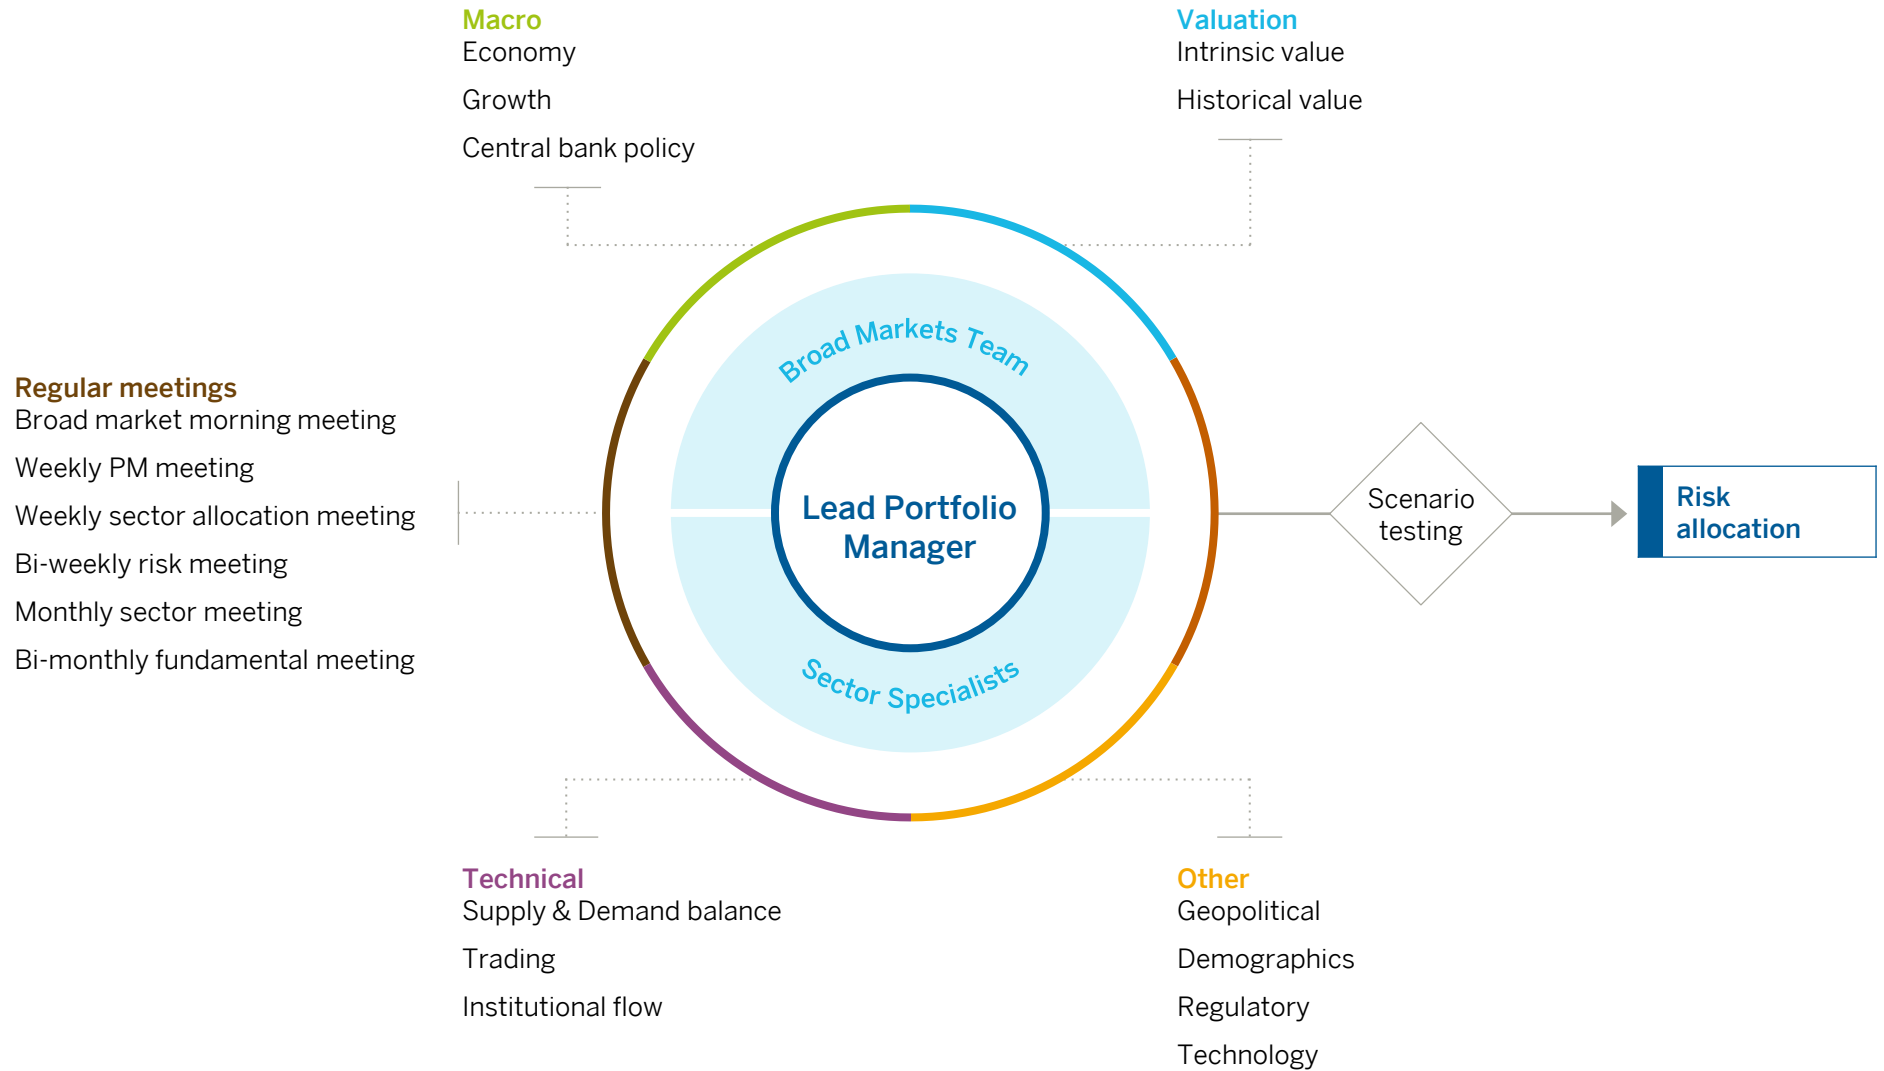 Macro
Economy
Growth
Central bank policy
Valuation
Intrinsic value
Historical value
Regular meetings
Broad market morning meeting
Weekly PM meeting
Weekly sector allocation meeting
Bi-weekly risk meeting
Monthly sector meeting
Bi-monthly fundamental meeting
Broad Markets Team
Lead Portfolio
Manager
Sector Specialists
Scenario
testing
Risk
allocation
Technical
Supply & Demand balance
Trading
Institutional flow
Other
Geopolitical
Demographics
Regulatory
Technology